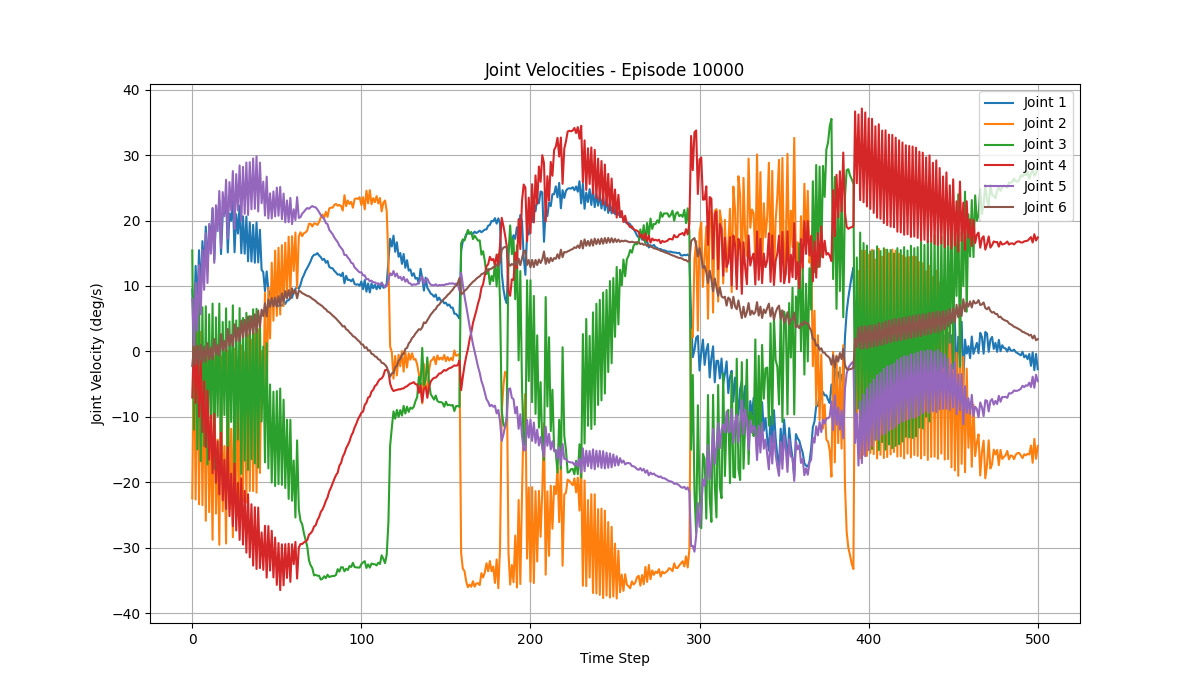 Joint Velocities - Episode 10000
40
30
20
10
0
−10
−20
−30
−40
Joint Velocity (deg/s)
0
100
200
300
400
500
Time Step
Joint 1
Joint 2
Joint 3
Joint 4
Joint 5
Joint 6